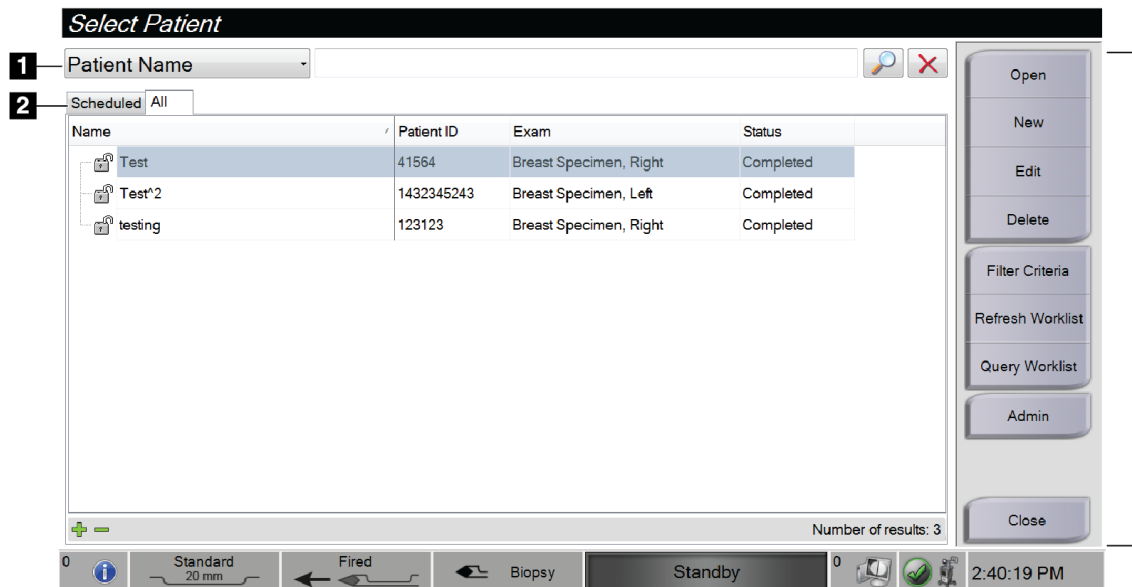 Select Patient
1 Patient Name
2 Scheduled All
Name Patient ID Exam Status
Test 41564 Breast Specimen, Right Completed
Test^2 1432345243 Breast Specimen, Left Completed
testing 123123 Breast Specimen, Right Completed
Number of results: 3
Open
New
Edit
Delete
Filter Criteria
Refresh Worklist
Query Worklist
Admin
Close
0 Standard Fired Biopsy Standby 0 2:40:19 PM
20 mm